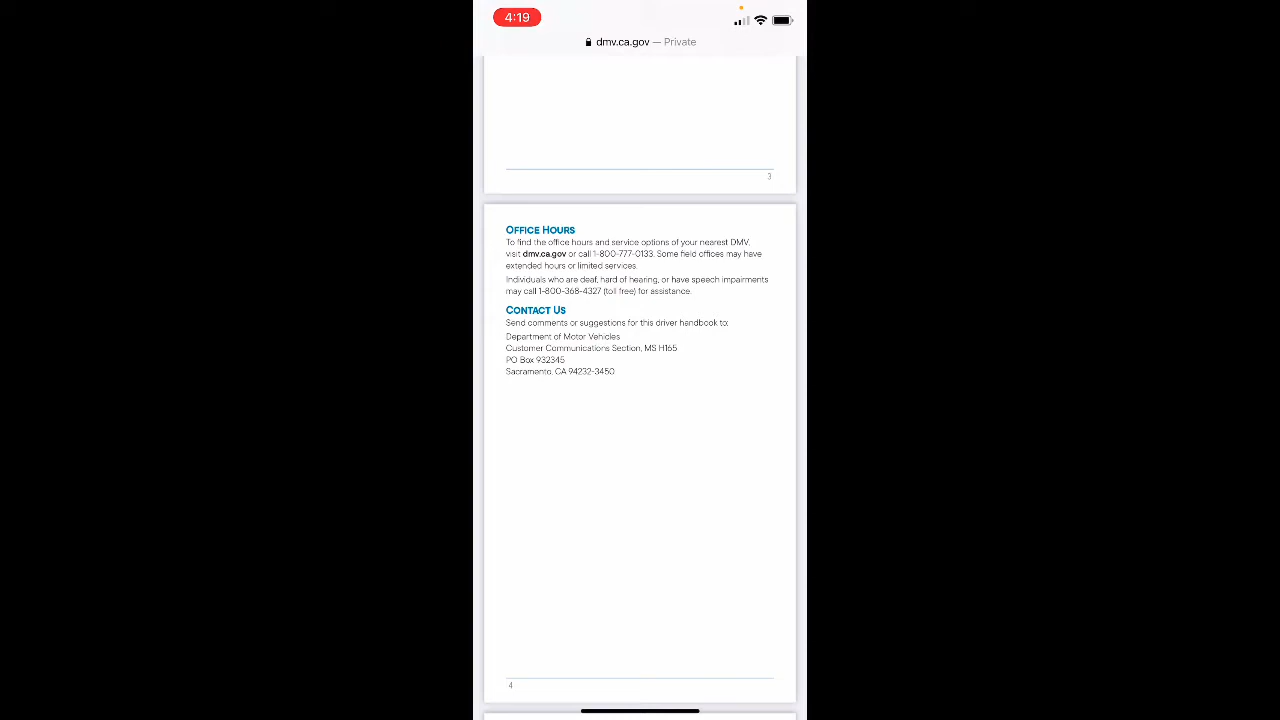 4:19
dmv.ca.gov — Private
3
OFFICE HOURS
To find the office hours and service options of your nearest DMV,
visit dmv.ca.gov or call 1-800-777-0133. Some field offices may have
extended hours or limited services.
Individuals who are deaf, hard of hearing, or have speech impairments
may call 1-800-368-4327 (toll free) for assistance.
CONTACT US
Send comments or suggestions for this driver handbook to:
Department of Motor Vehicles
Customer Communications Section, MS H165
PO Box 932345
Sacramento, CA 94232-3450
4